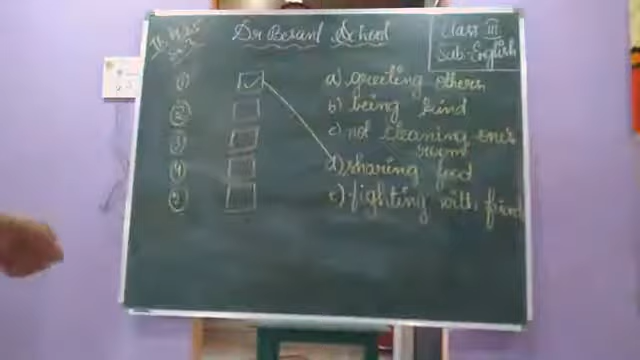 Dr Besant School
Class III
Sub:-English
1
a) greeting others
2
b) being kind
3
c) not cleaning one's
room
4
d) sharing food
e) fighting with friend